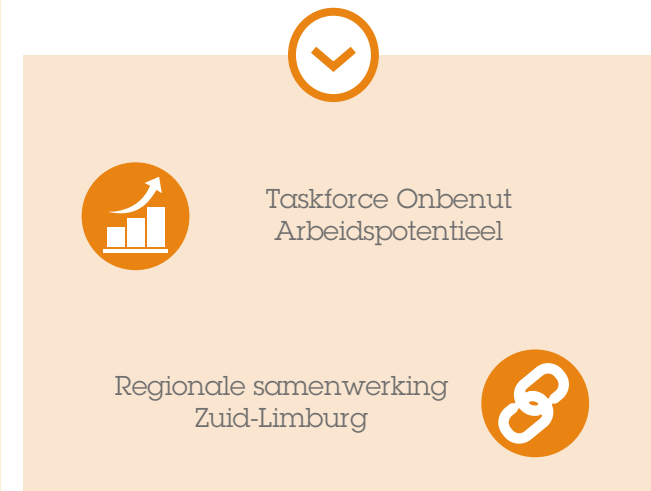 Taskforce Onbenut
Arbeidspotentieel
Regionale samenwerking
Zuid-Limburg